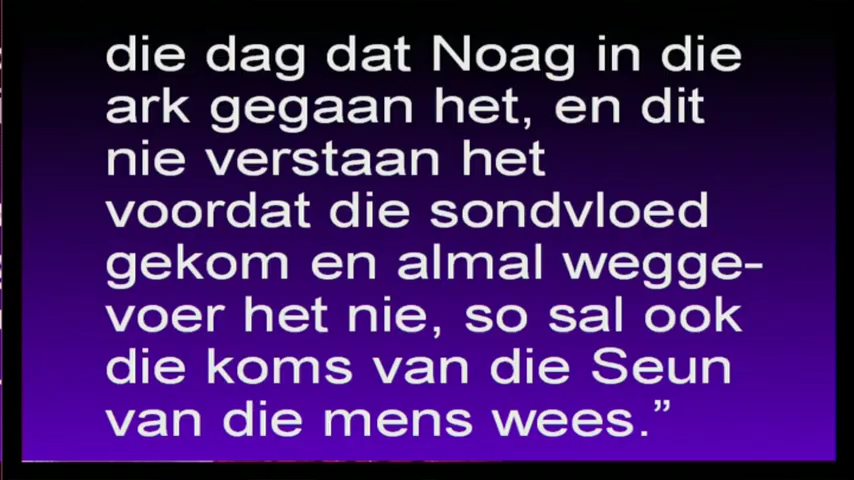 die dag dat Noag in die
ark gegaan het, en dit
nie verstaan het
voordat die sondvloed
gekom en almal wegge-
voer het nie, so sal ook
die koms van die Seun
van die mens wees.”